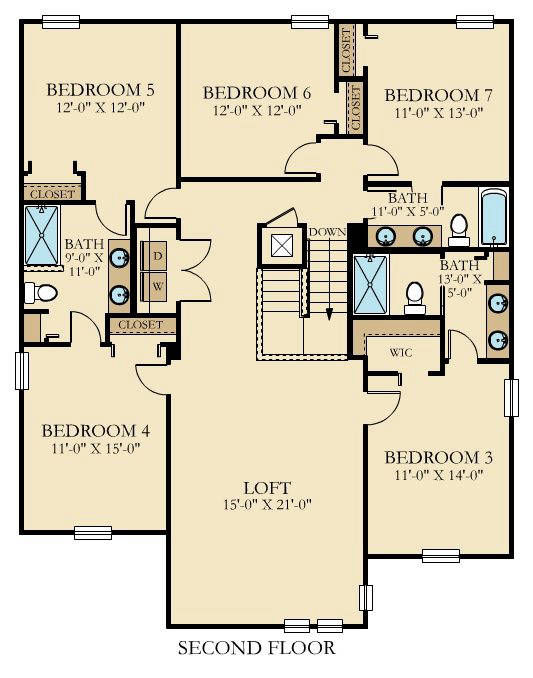 BEDROOM 5
12'-0" X 12'-0"
BEDROOM 6
12'-0" X 12'-0"
CLOSET
BEDROOM 7
11'-0" X 13'-0"
CLOSET
CLOSET
BATH
11'-0" X 5'-0"
BATH
9'-0" X
11'-0"
D
W
DOWN
BATH
13'-0" X
5'-0"
CLOSET
WIC
BEDROOM 4
11'-0" X 15'-0"
BEDROOM 3
11'-0" X 14'-0"
LOFT
15'-0" X 21'-0"
SECOND FLOOR